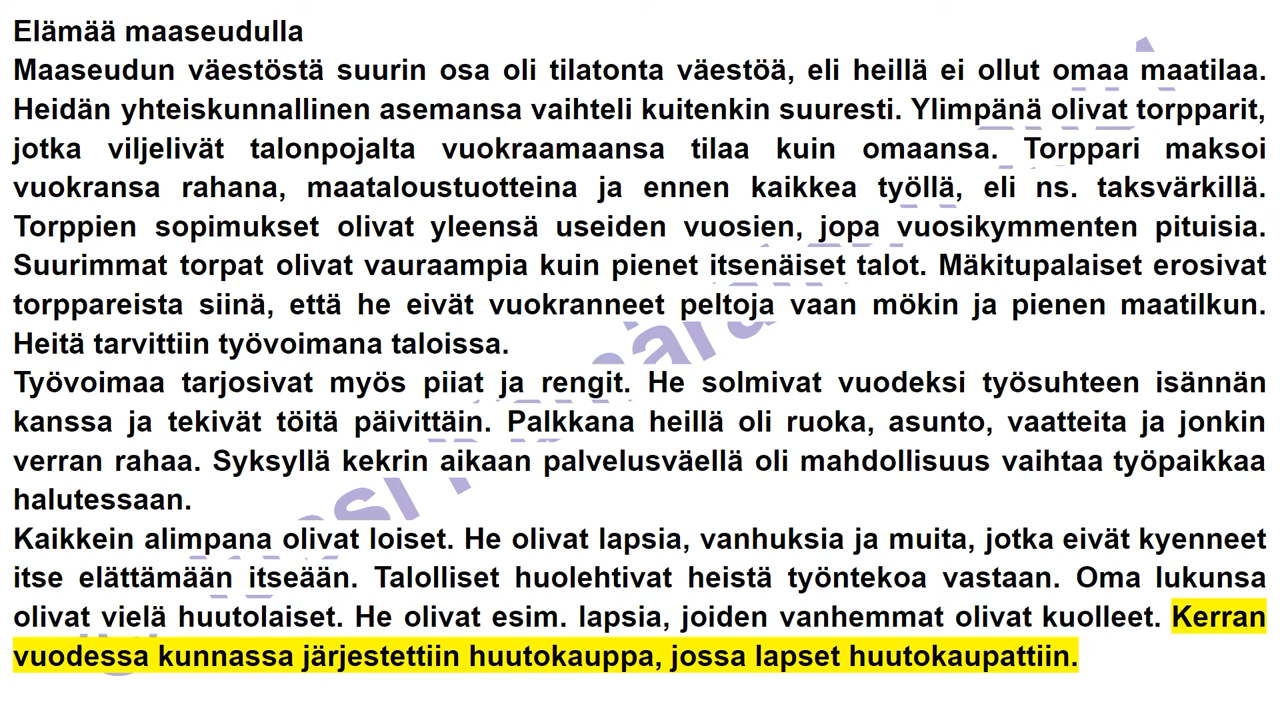 Elämää maaseudulla
Maaseudun väestöstä suurin osa oli tilatonta väestöä, eli heillä ei ollut omaa maatilaa.
Heidän yhteiskunnallinen asemansa vaihteli kuitenkin suuresti. Ylimpänä olivat torpparit,
jotka viljelivät talonpojalta vuokraamaansa tilaa kuin omaansa. Torppari maksoi
vuokransa rahana, maataloustuotteina ja ennen kaikkea työllä, eli ns. taksvärkillä.
Torppien sopimukset olivat yleensä useiden vuosien, jopa vuosikymmenten pituisia.
Suurimmat torpat olivat vauraampia kuin pienet itsenäiset talot. Mäkitupalaiset erosivat
torppareista siinä, että he eivät vuokranneet peltoja vaan mökin ja pienen maatilkun.
Heitä tarvittiin työvoimana taloissa.
Työvoimaa tarjosivat myös piiat ja rengit. He solmivat vuodeksi työsuhteen isännän
kanssa ja tekivät töitä päivittäin. Palkkana heillä oli ruoka, asunto, vaatteita ja jonkin
verran rahaa. Syksyllä kekrin aikaan palvelusväellä oli mahdollisuus vaihtaa työpaikkaa
halutessaan.
Kaikkein alimpana olivat loiset. He olivat lapsia, vanhuksia ja muita, jotka eivät kyenneet
itse elättämään itseään. Talolliset huolehtivat heistä työntekoa vastaan. Oma lukunsa
olivat vielä huutolaiset. He olivat esim. lapsia, joiden vanhemmat olivat kuolleet. Kerran
vuodessa kunnassa järjestettiin huutokauppa, jossa lapset huutokaupattiin.